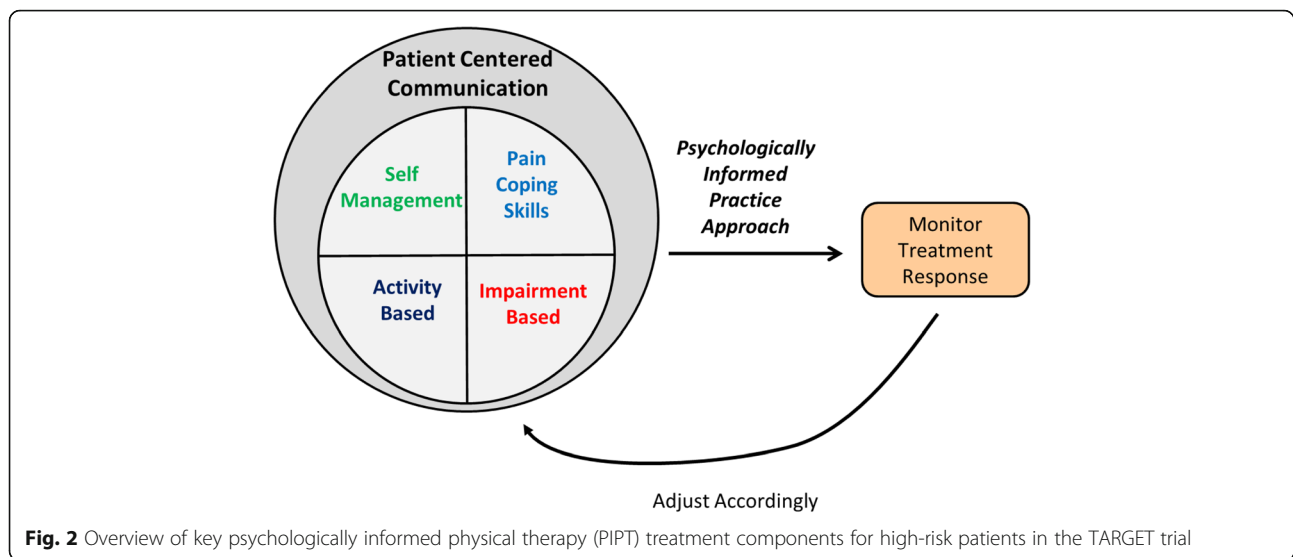 Patient Centered
Communication
Self
Management
Pain
Coping
Skills
Activity
Based
Impairment
Based
Psychologically
Informed
Practice
Approach
Monitor
Treatment
Response
Adjust Accordingly
Fig. 2 Overview of key psychologically informed physical therapy (PIPT) treatment components for high-risk patients in the TARGET trial